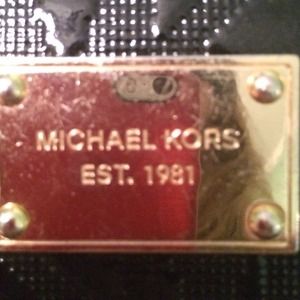 MICHAEL KORS
EST. 1981